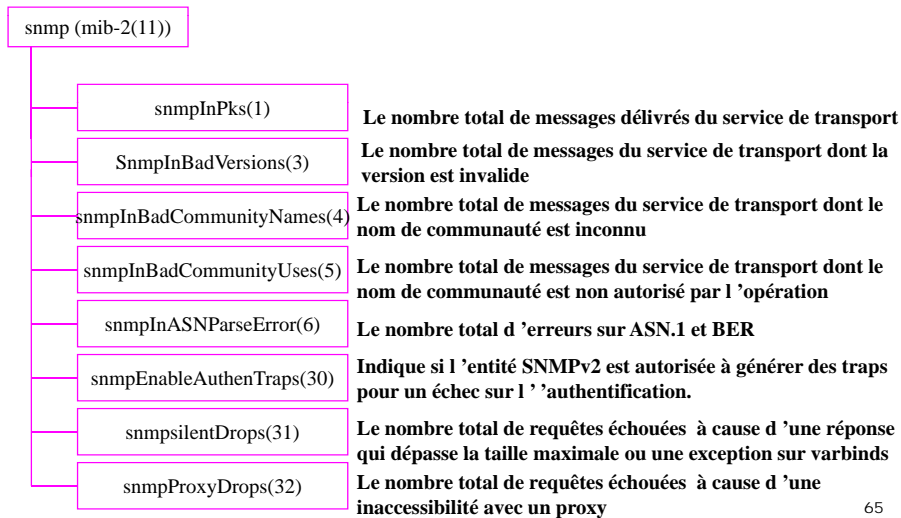 snmp (mib-2(11))
snmpInPks(1)
Le nombre total de messages délivrés du service de transport
SnmpInBadVersions(3)
Le nombre total de messages du service de transport dont la
version est invalide
snmpInBadCommunityNames(4)
Le nombre total de messages du service de transport dont le
nom de communauté est inconnu
snmpInBadCommunityUses(5)
Le nombre total de messages du service de transport dont le
nom de communauté est non autorisé par l ’opération
snmpInASNParseError(6)
Le nombre total d ’erreurs sur ASN.1 et BER
snmpEnableAuthenTraps(30)
Indique si l ’entité SNMPv2 est autorisée à générer des traps
pour un échec sur l ’ ’authentification.
snmpsilentDrops(31)
Le nombre total de requêtes échouées à cause d ’une réponse
qui dépasse la taille maximale ou une exception sur varbinds
snmpProxyDrops(32)
Le nombre total de requêtes échouées à cause d ’une
inaccessibilité avec un proxy
65